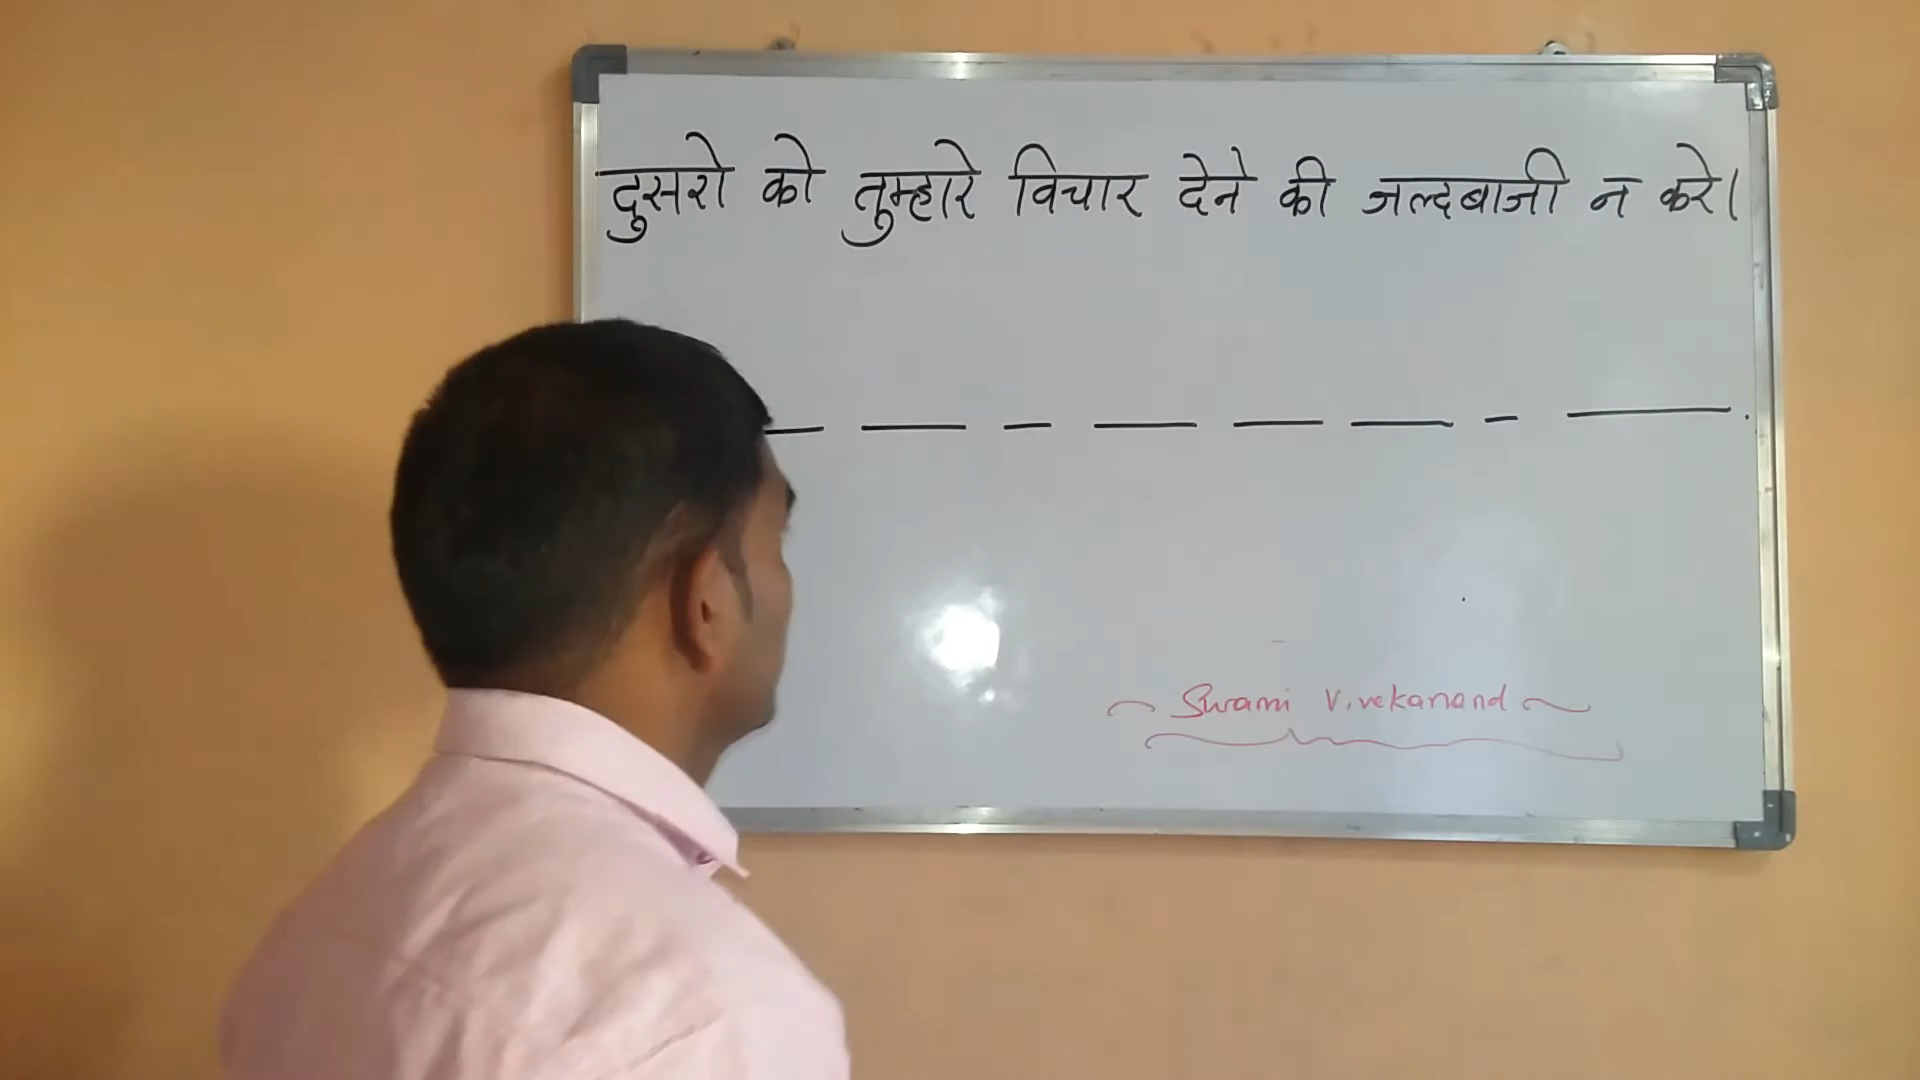 दुसरो को तुम्हारे विचार देने की जल्दबाजी न करे।
Swami Vivekanand